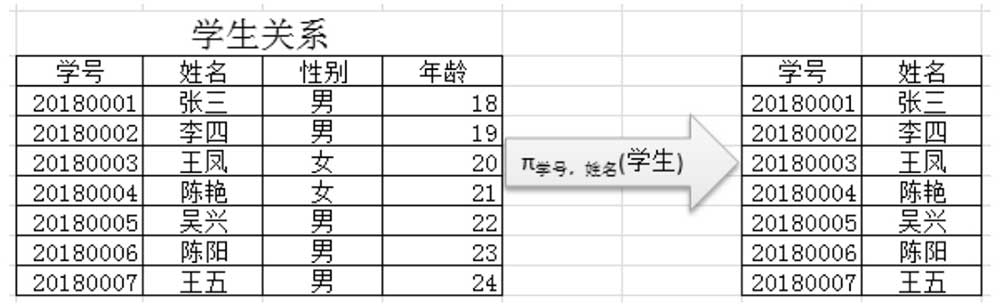 学生关系
学号 姓名 性别 年龄 学号 姓名
20180001 张三 男 18 20180001 张三
20180002 李四 男 19 20180002 李四
20180003 王凤 女 20 π学号，姓名(学生) 20180003 王凤
20180004 陈艳 女 21 20180004 陈艳
20180005 吴兴 男 22 20180005 吴兴
20180006 陈阳 男 23 20180006 陈阳
20180007 王五 男 24 20180007 王五